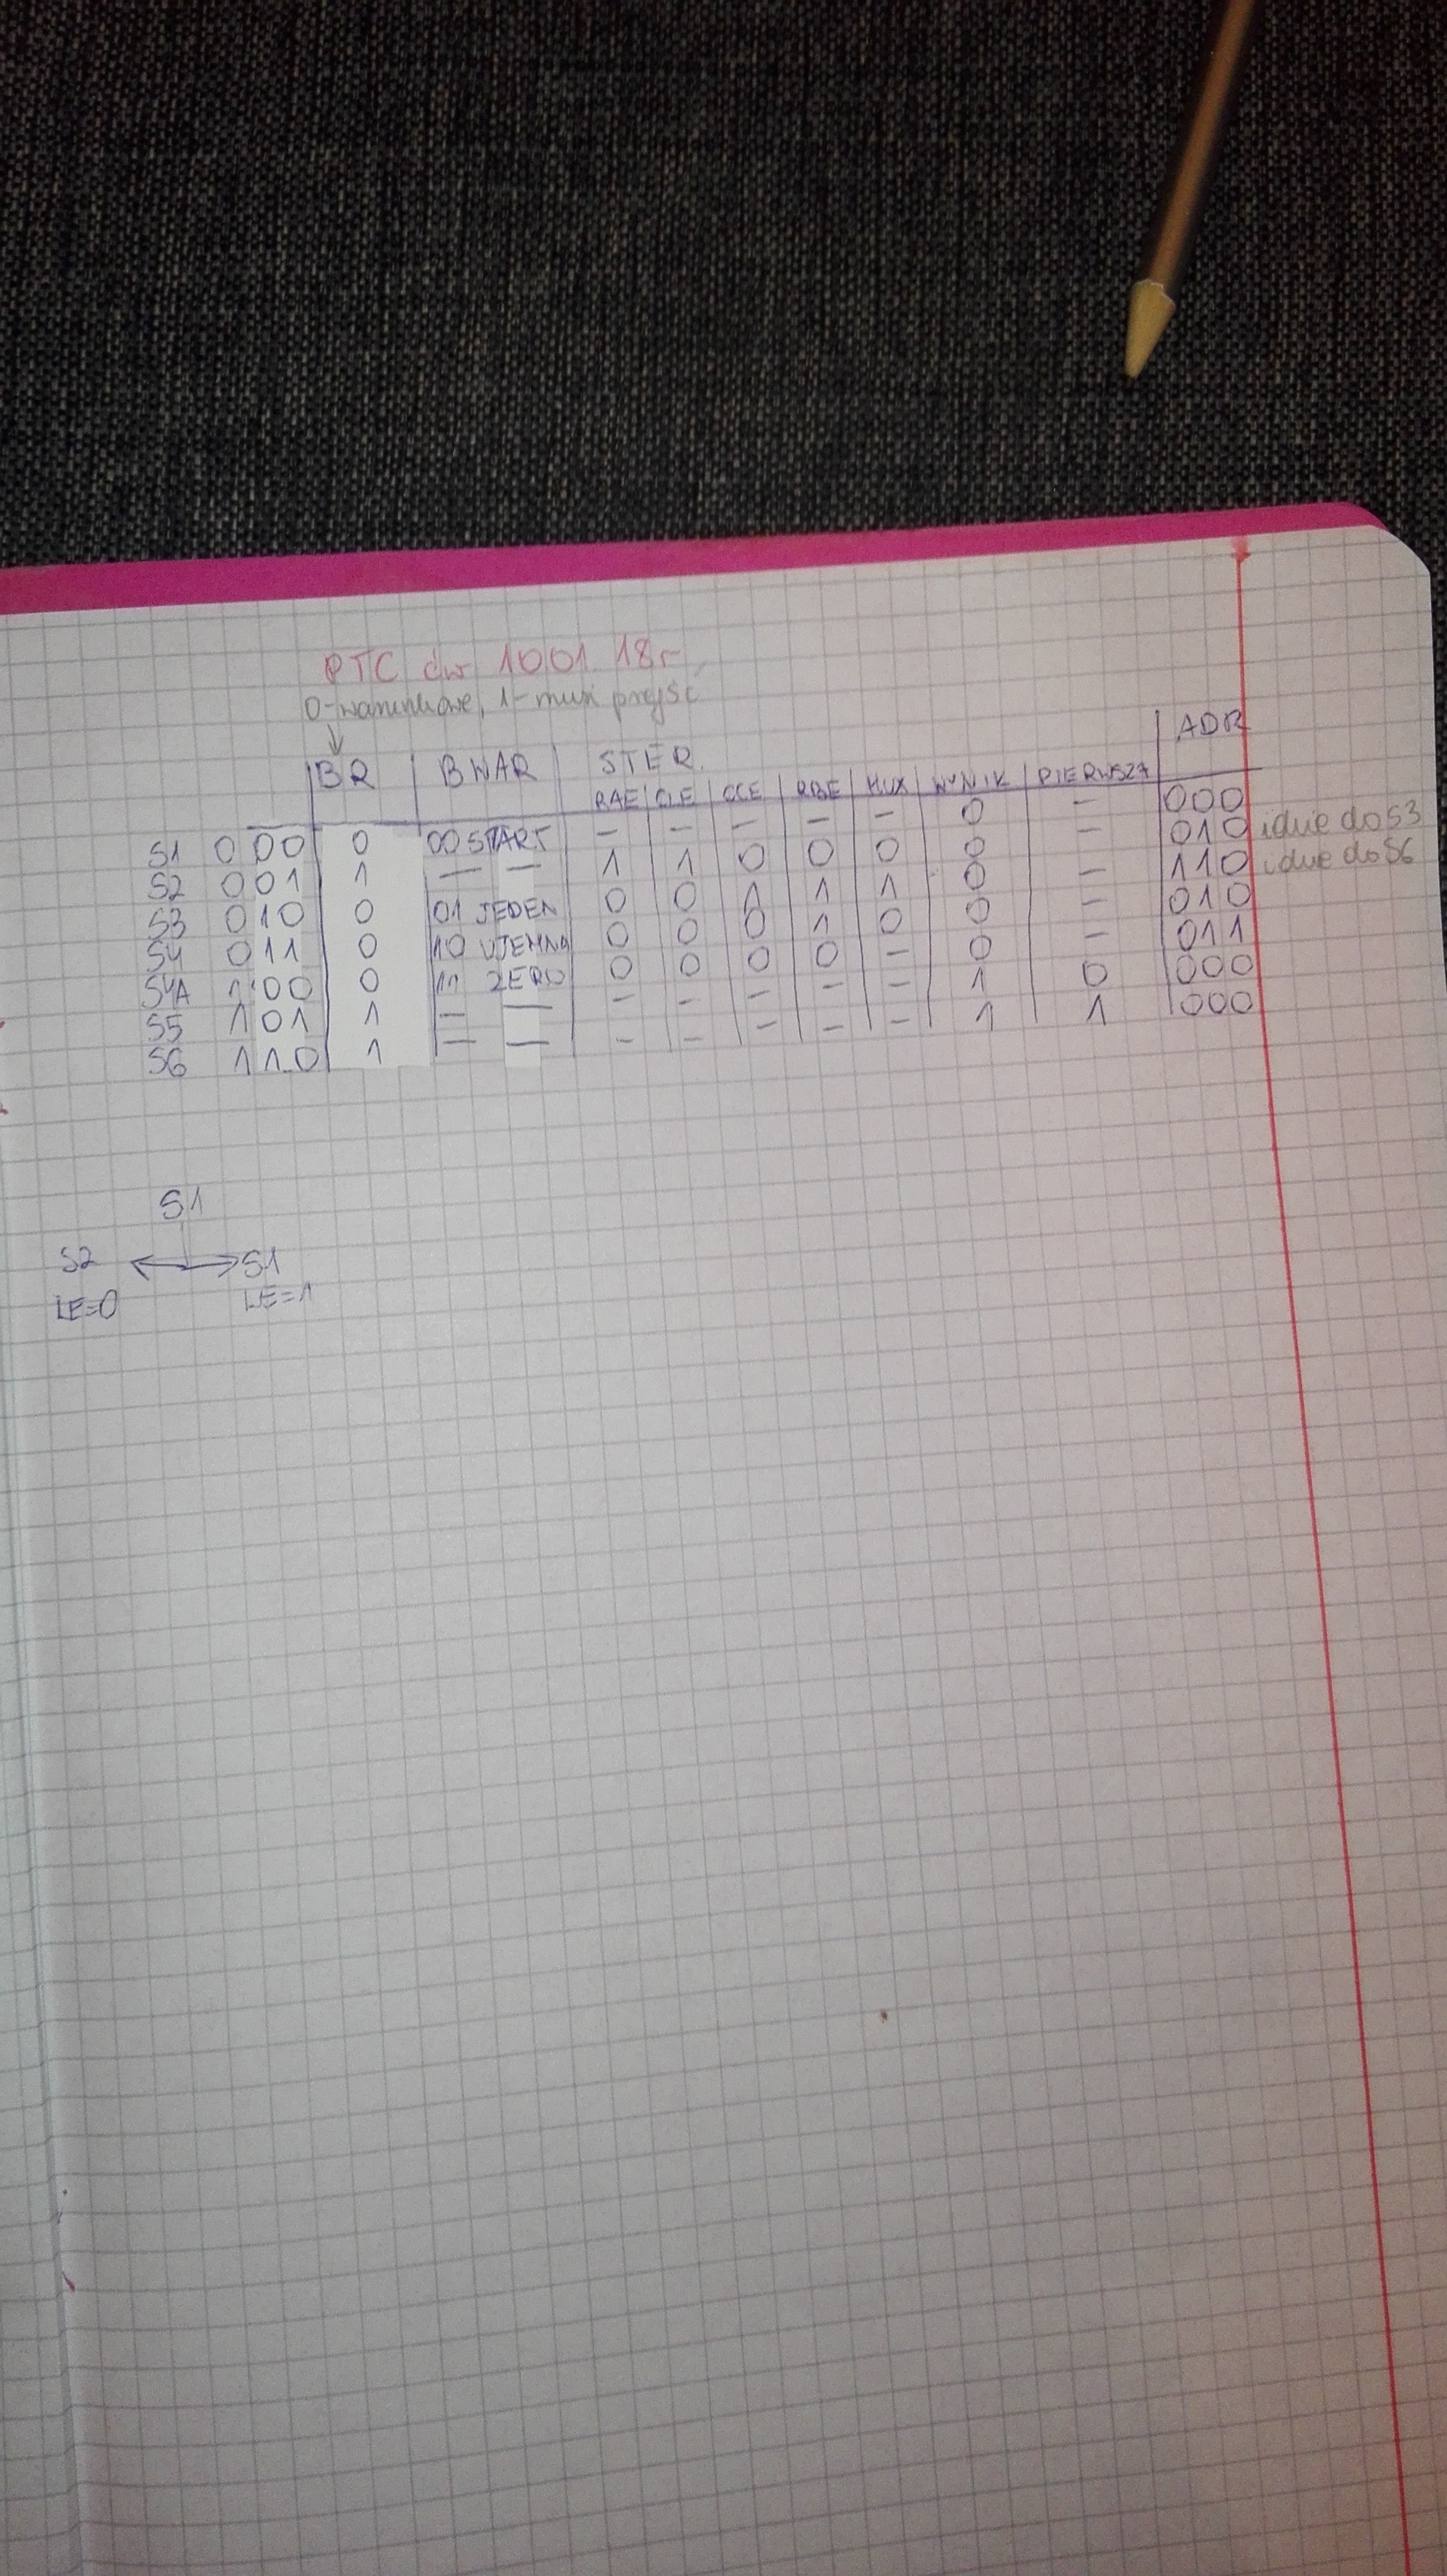 PTC ćw 10.01.18r.
0-warunkowe, 1-musi przejść
BR BWAR STER. ADR
RAE CLE CCE RBE MUX WYNIK PIERWSZA
S1 000 0 00 START - - - - - 0 - 000
S2 001 1 — — 1 1 0 0 0 0 - 010 idzie do S3
S3 010 0 01 JEDEN 0 0 1 1 1 0 - 110 idzie do S6
S4 011 0 10 UJEMNA 0 0 0 1 0 0 - 010
S4A 100 0 11 ZERO 0 0 0 0 - 0 - 011
S5 101 1 — — - - - - - 1 0 000
S6 110 1 — — - - - - - 1 1 000
S1
S2 S1
LE=0 LE=1